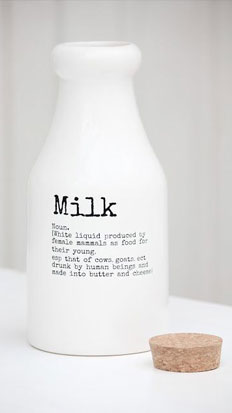 Milk
Noun.
(White liquid produced by
female mammals as food for
their young.
esp that of cows.goats.ect
drunk by human beings and
made into butter and cheese)